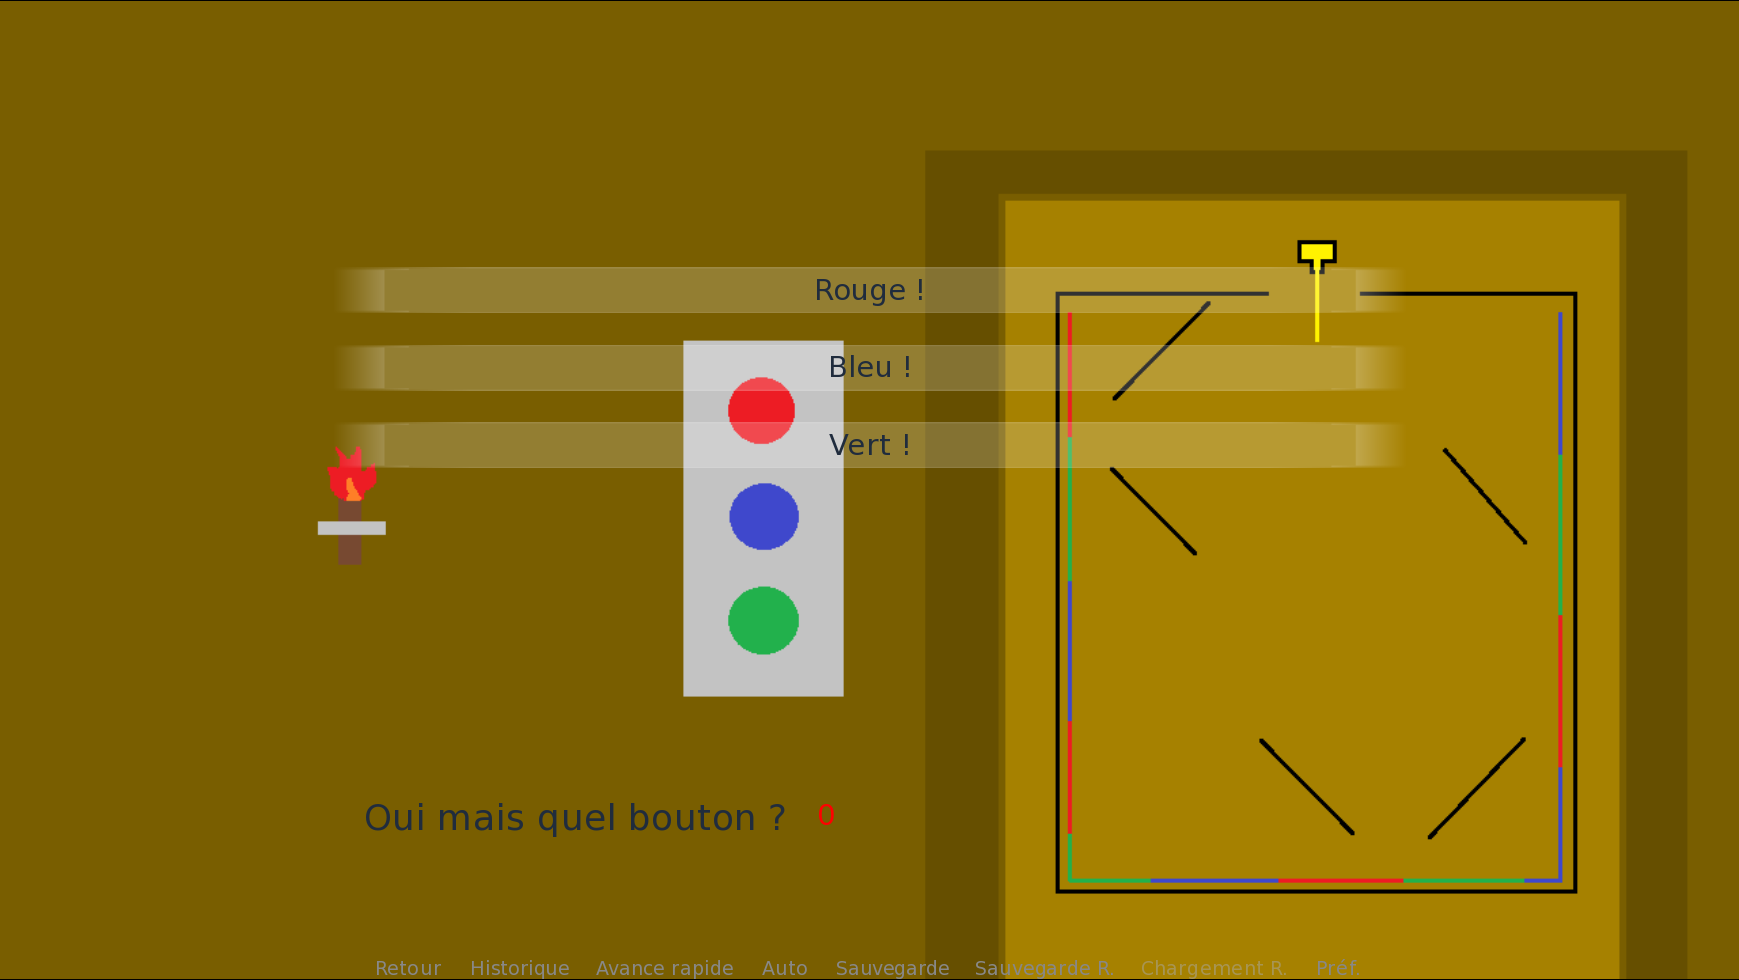 Rouge !
Bleu !
Vert !
Oui mais quel bouton ? 0
Retour Historique Avance rapide Auto Sauvegarde Sauvegarde R. Chargement R. Préf.